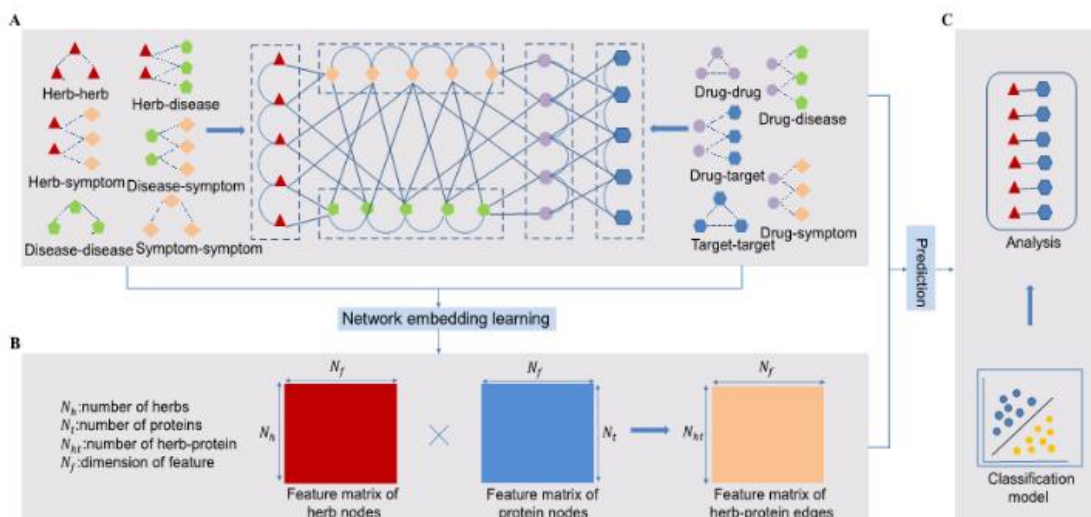 A
Herb-herb
Herb-disease
Herb-symptom
Disease-symptom
Disease-disease
Symptom-symptom
Drug-drug
Drug-disease
Drug-target
Target-target
Drug-symptom
Network embedding learning
Prediction
B
N_h:number of herbs
N_t:number of proteins
N_ht:number of herb-protein
N_f:dimension of feature
N_f
N_h
Feature matrix of
herb nodes
×
N_f
N_t
Feature matrix of
protein nodes
N_f
N_ht
Feature matrix of
herb-protein edges
C
Analysis
Classification
model